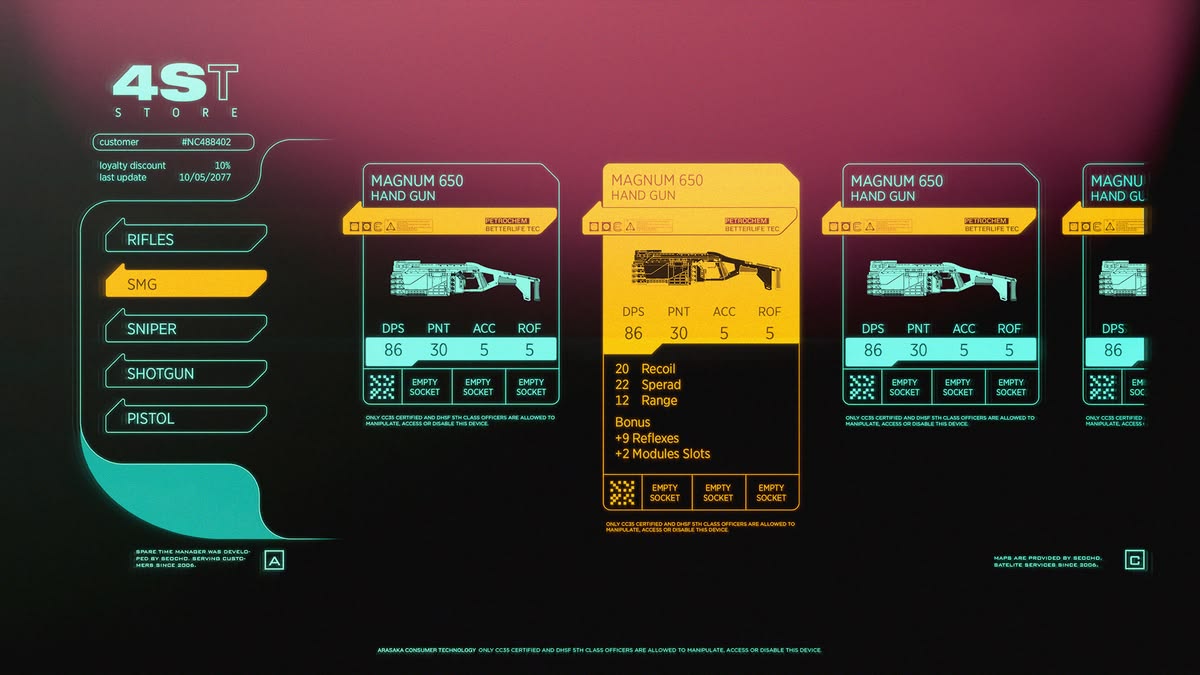 4ST
STORE
customer #NC488402
loyalty discount 10%
last update 10/05/2077
RIFLES
SMG
SNIPER
SHOTGUN
PISTOL
SPARE TIME MANAGER WAS DEVELO-
PED BY SEOCHO. SERVING CUSTO-
MERS SINCE 2006.
A
MAGNUM 650
HAND GUN
PETROCHEM
BETTERLIFE TEC
DPS PNT ACC ROF
86 30 5 5
EMPTY EMPTY EMPTY
SOCKET SOCKET SOCKET
ONLY CC35 CERTIFIED AND DHSF 5TH CLASS OFFICERS ARE ALLOWED TO
MANIPULATE, ACCESS OR DISABLE THIS DEVICE.
MAGNUM 650
HAND GUN
PETROCHEM
BETTERLIFE TEC
DPS PNT ACC ROF
86 30 5 5
20 Recoil
22 Sperad
12 Range
Bonus
+9 Reflexes
+2 Modules Slots
EMPTY EMPTY EMPTY
SOCKET SOCKET SOCKET
ONLY CC35 CERTIFIED AND DHSF 5TH CLASS OFFICERS ARE ALLOWED TO
MANIPULATE, ACCESS OR DISABLE THIS DEVICE.
MAGNUM 650
HAND GUN
PETROCHEM
BETTERLIFE TEC
DPS PNT ACC ROF
86 30 5 5
EMPTY EMPTY EMPTY
SOCKET SOCKET SOCKET
ONLY CC35 CERTIFIED AND DHSF 5TH CLASS OFFICERS ARE ALLOWED TO
MANIPULATE, ACCESS OR DISABLE THIS DEVICE.
MAGNU
HAND GU
DPS
86
ONLY CC35 CERTIFIED AND
MANIPULATE, ACCESS
MAPS ARE PROVIDED BY SEOCHO.
SATELITE SERVICES SINCE 2006.
C
ARASAKA CONSUMER TECHNOLOGY ONLY CC35 CERTIFIED AND DHSF 5TH CLASS OFFICERS ARE ALLOWED TO MANIPULATE, ACCESS OR DISABLE THIS DEVICE.